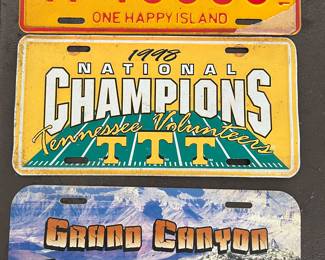 ONE HAPPY ISLAND
1998
NATIONAL
CHAMPIONS
Tennessee Volunteers
T T T
GRAND CANYON